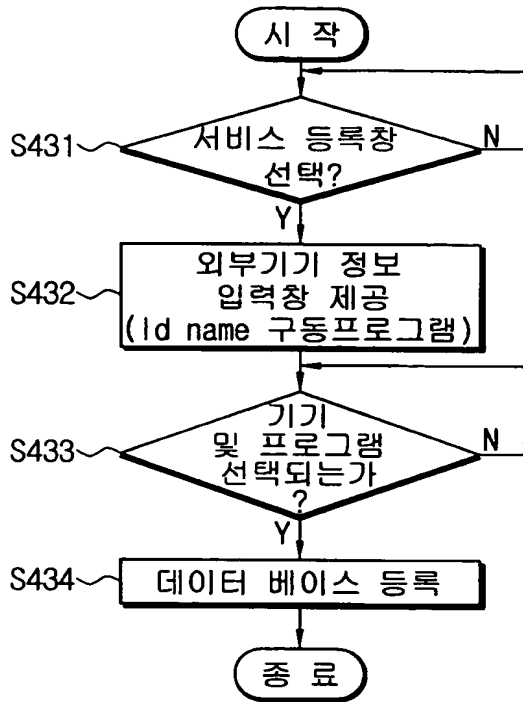 시 작
S431
서비스 등록창
선택?
N
Y
S432
외부기기 정보
입력창 제공
(Id name 구동프로그램)
S433
기기
및 프로그램
선택되는가
?
N
Y
S434
데이터 베이스 등록
종 료